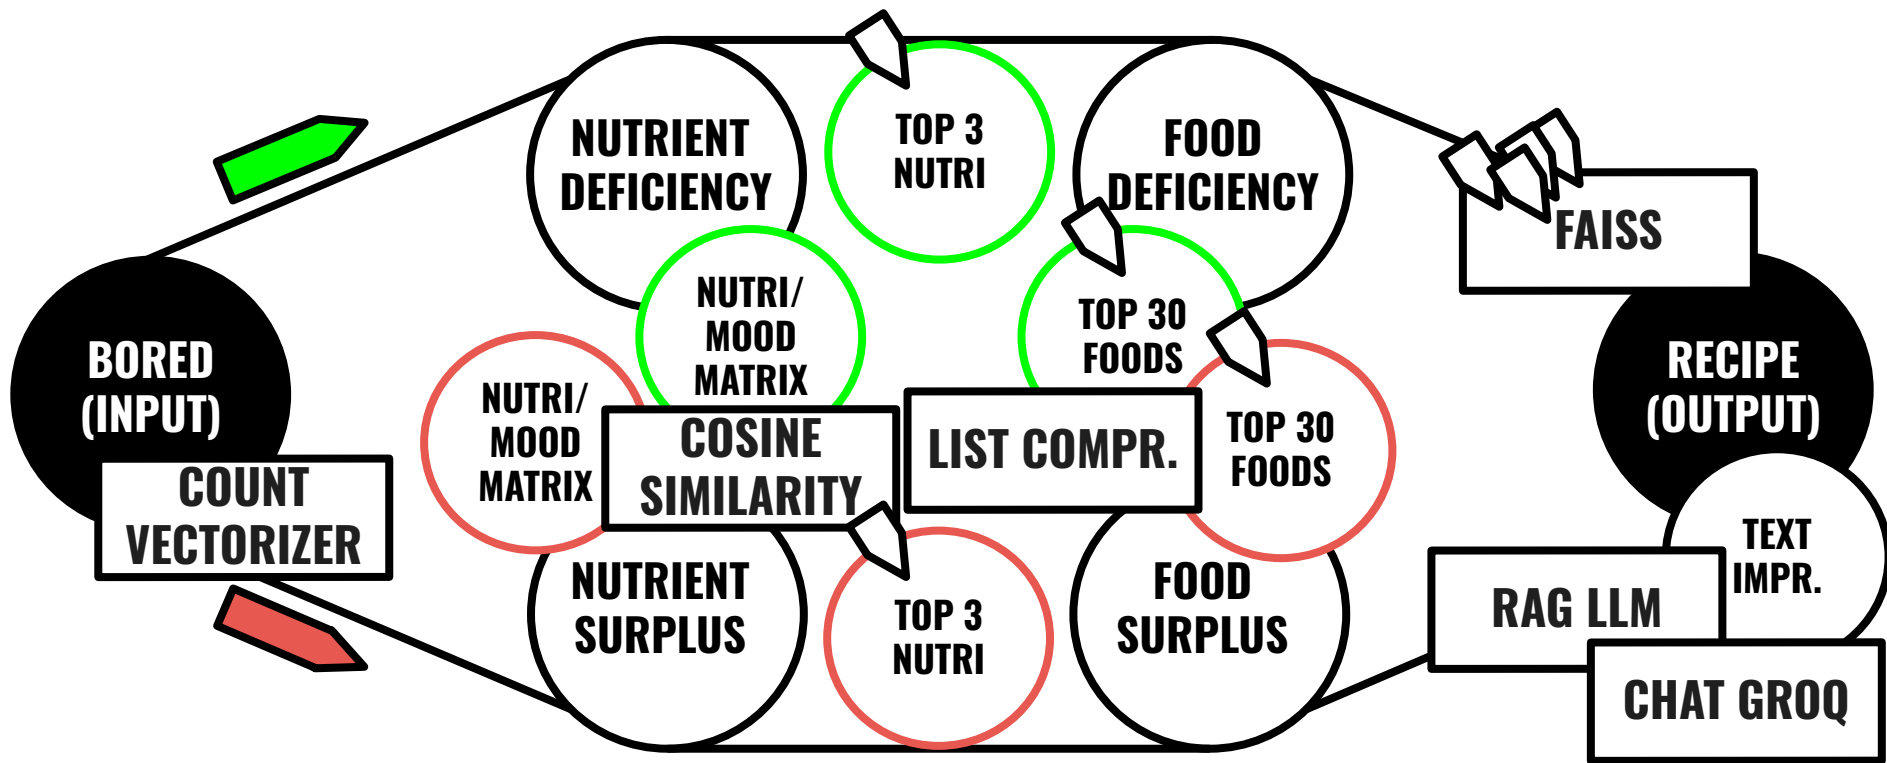 BORED
(INPUT)
COUNT
VECTORIZER
NUTRIENT
DEFICIENCY
TOP 3
NUTRI
FOOD
DEFICIENCY
NUTRI/
MOOD
MATRIX
NUTRI/
MOOD
MATRIX
COSINE
SIMILARITY
TOP 30
FOODS
LIST COMPR.
TOP 30
FOODS
NUTRIENT
SURPLUS
TOP 3
NUTRI
FOOD
SURPLUS
FAISS
RECIPE
(OUTPUT)
TEXT
IMPR.
RAG LLM
CHAT GROQ